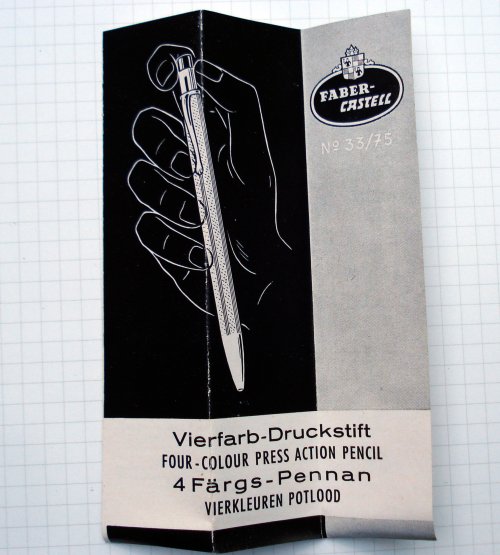 FABER-
CASTELL
Nº 33/75
Vierfarb-Druckstift
FOUR-COLOUR PRESS ACTION PENCIL
4 Färgs-Pennan
VIERKLEUREN POTLOOD